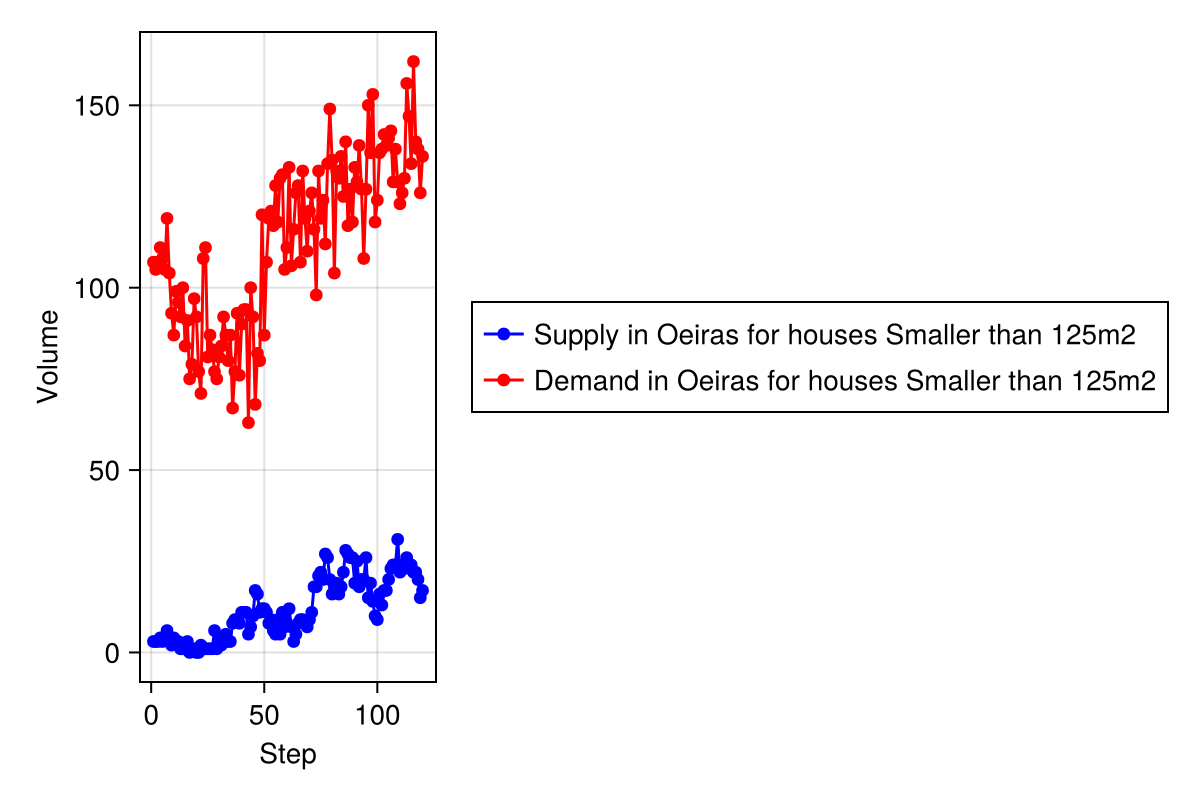 150
100
50
0
Volume
0 50 100
Step
Supply in Oeiras for houses Smaller than 125m2
Demand in Oeiras for houses Smaller than 125m2